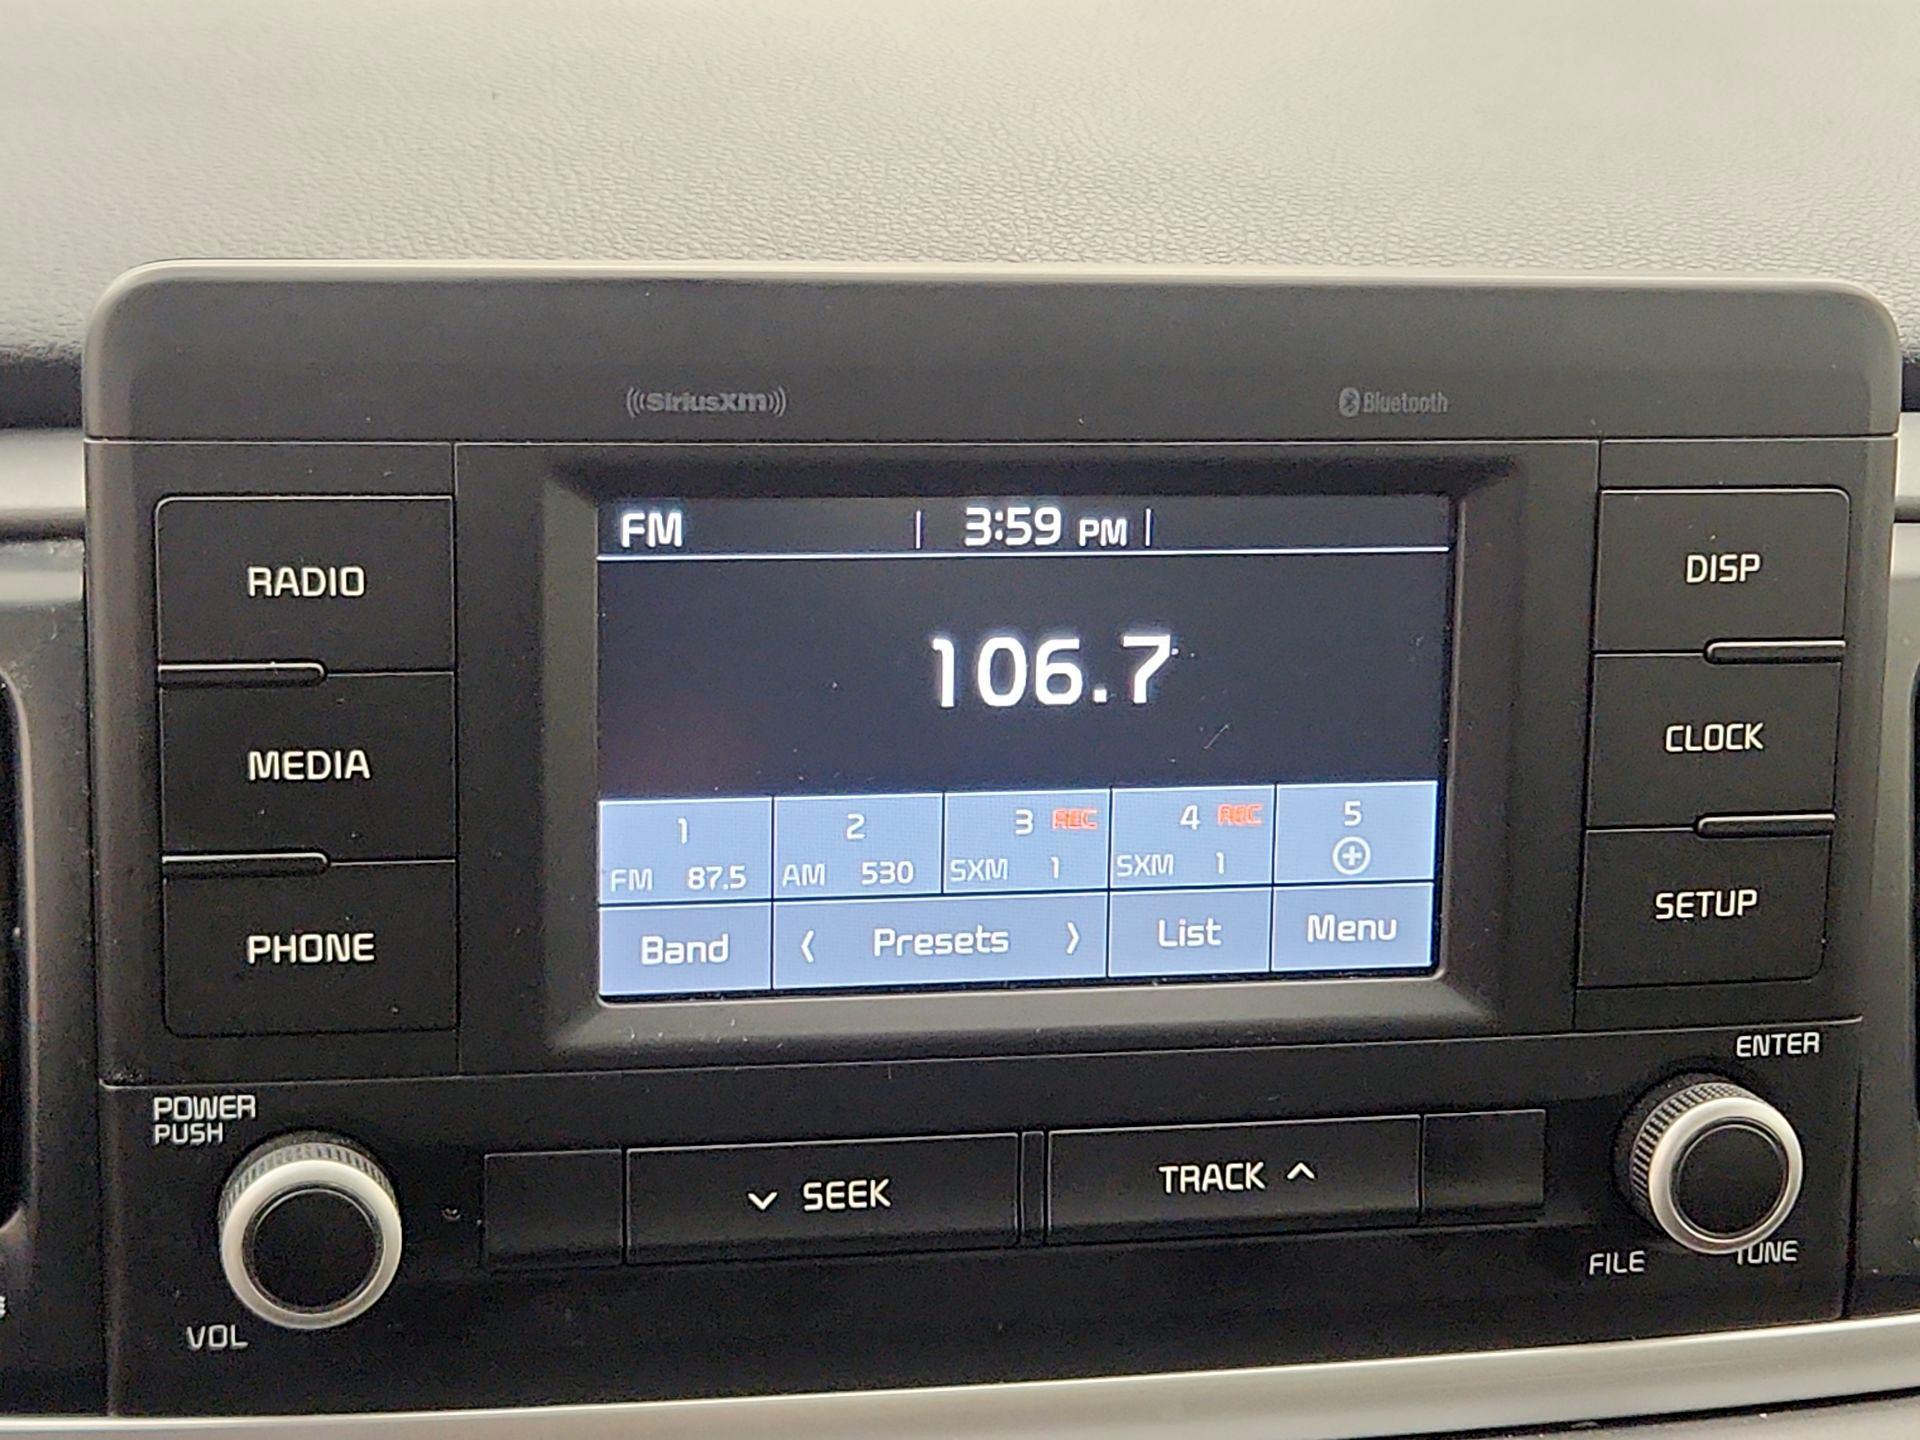 ((SiriusXM))
Bluetooth
FM | 3:59 PM |
106.7
RADIO
MEDIA
PHONE
1
FM 87.5
2
AM 530
3 REC
SXM 1
4 REC
SXM 1
5
Band
< Presets >
List
Menu
DISP
CLOCK
SETUP
POWER
PUSH
VOL
SEEK
TRACK
ENTER
FILE
TUNE